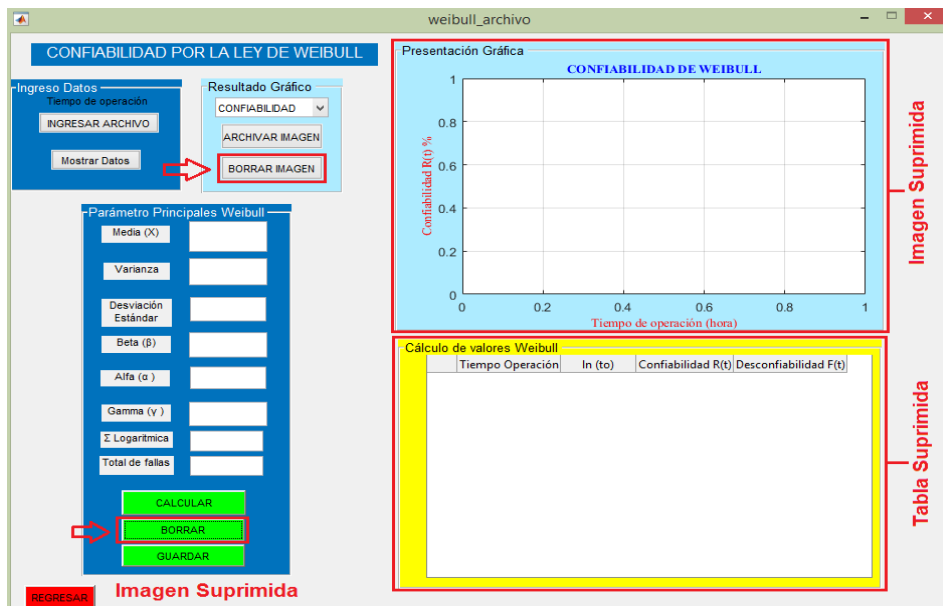 weibull_archivo
CONFIABILIDAD POR LA LEY DE WEIBULL
Ingreso Datos
Tiempo de operación
INGRESAR ARCHIVO
Mostrar Datos
Resultado Gráfico
CONFIABILIDAD
ARCHIVAR IMAGEN
BORRAR IMAGEN
Parámetro Principales Weibull
Media (X)
Varianza
Desviación
Estándar
Beta (β)
Alfa (α )
Gamma (γ )
Σ Logaritmica
Total de fallas
CALCULAR
BORRAR
GUARDAR
REGRESAR
Imagen Suprimida
Presentación Gráfica
CONFIABILIDAD DE WEIBULL
Confiabilidad R(t) %
1
0.8
0.6
0.4
0.2
0
0 0.2 0.4 0.6 0.8 1
Tiempo de operación (hora)
Imagen Suprimida
Cálculo de valores Weibull
Tiempo Operación ln (to) Confiabilidad R(t) Desconfiabilidad F(t)
Tabla Suprimida